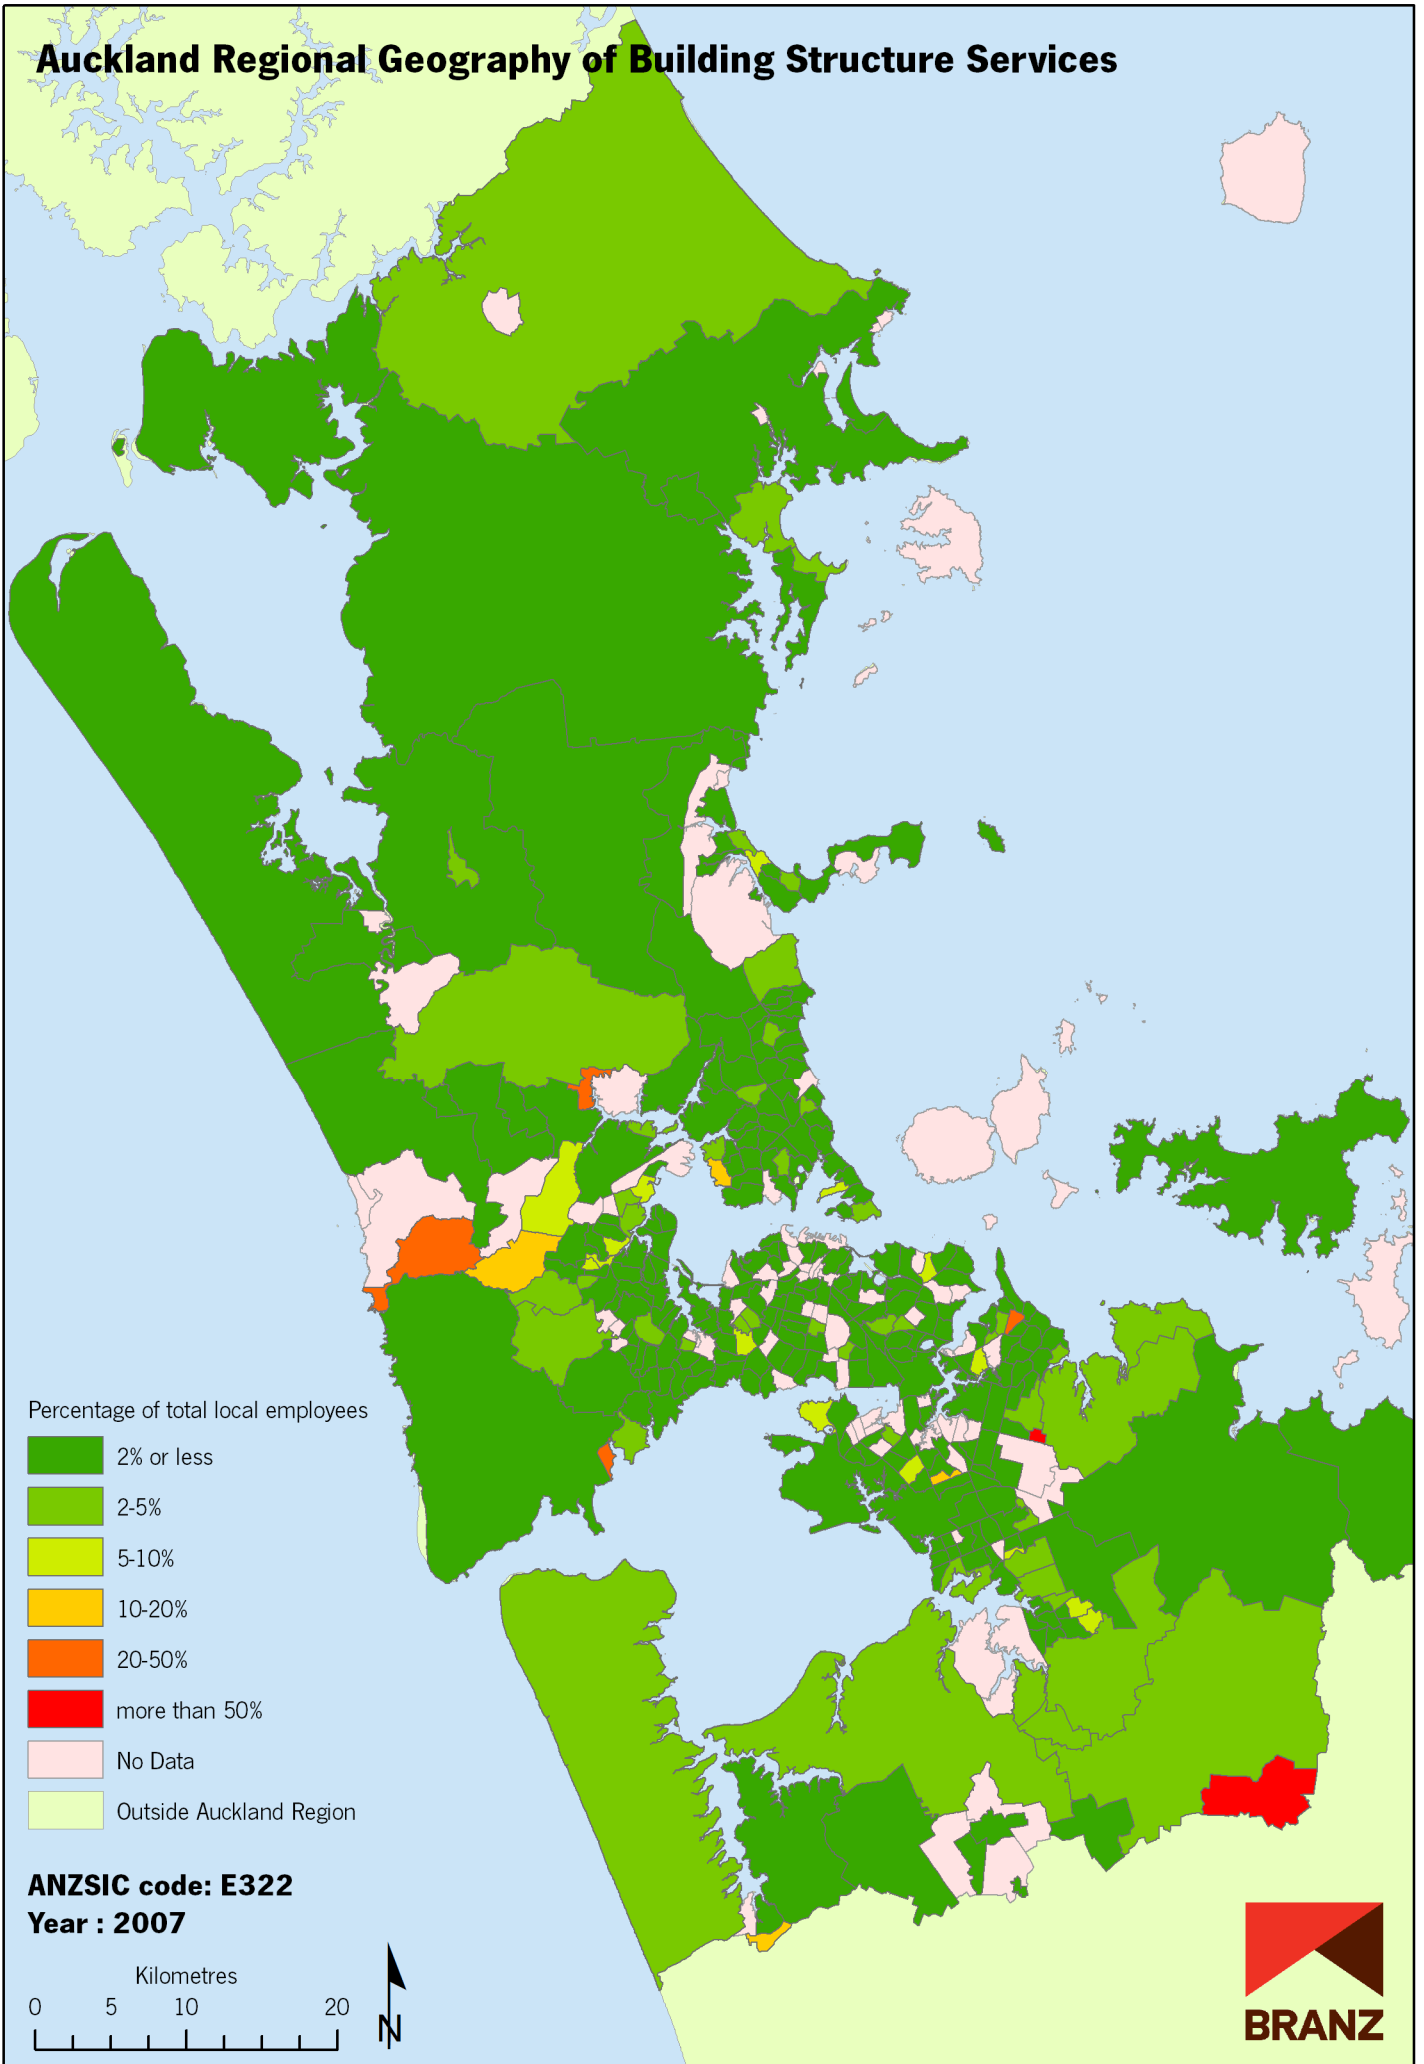 Auckland Regional Geography of Building Structure Services
Percentage of total local employees
2% or less
2-5%
5-10%
10-20%
20-50%
more than 50%
No Data
Outside Auckland Region
ANZSIC code: E322
Year : 2007
Kilometres
0 5 10 20
N
BRANZ